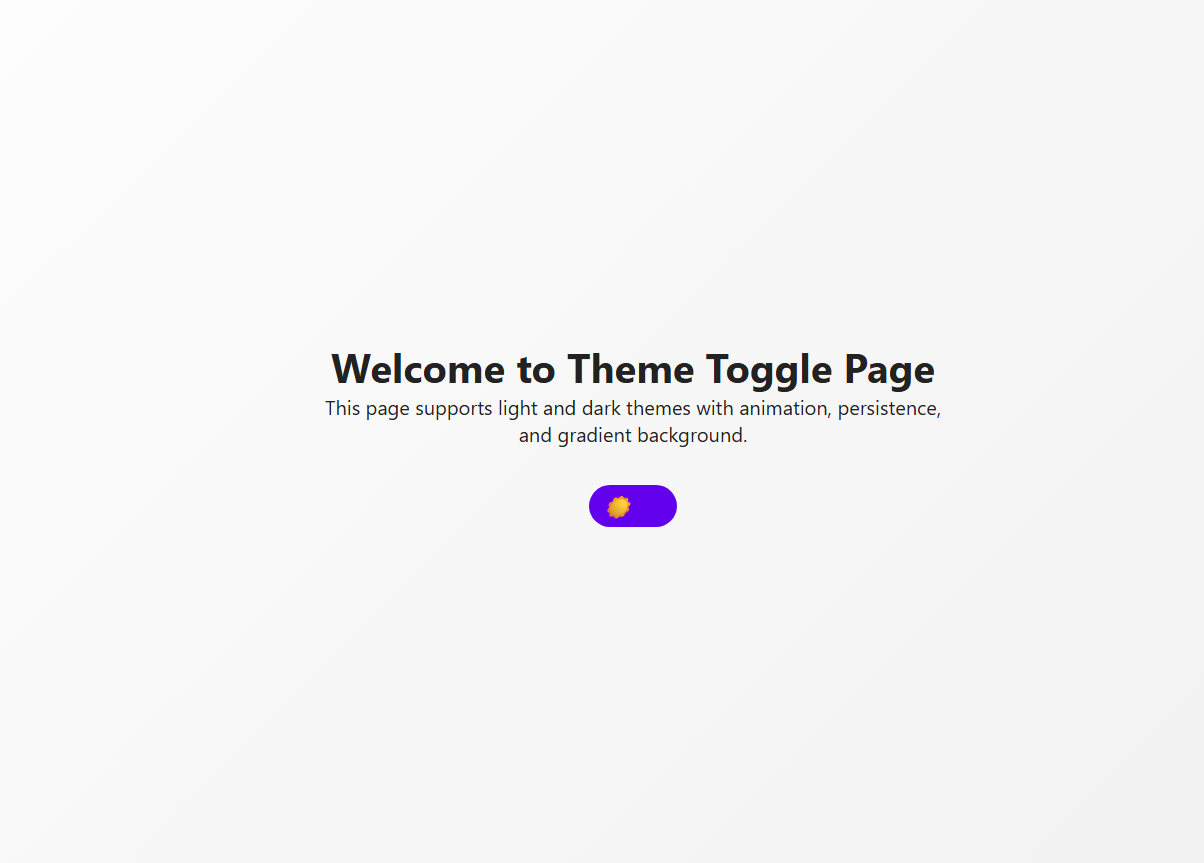 Welcome to Theme Toggle Page
This page supports light and dark themes with animation, persistence,
and gradient background.